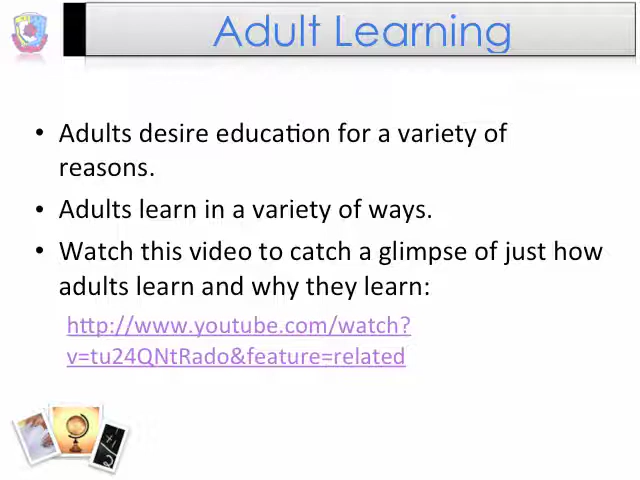 Adult Learning
• Adults desire education for a variety of
reasons.
• Adults learn in a variety of ways.
• Watch this video to catch a glimpse of just how
adults learn and why they learn:
http://www.youtube.com/watch?
v=tu24QNtRado&feature=related